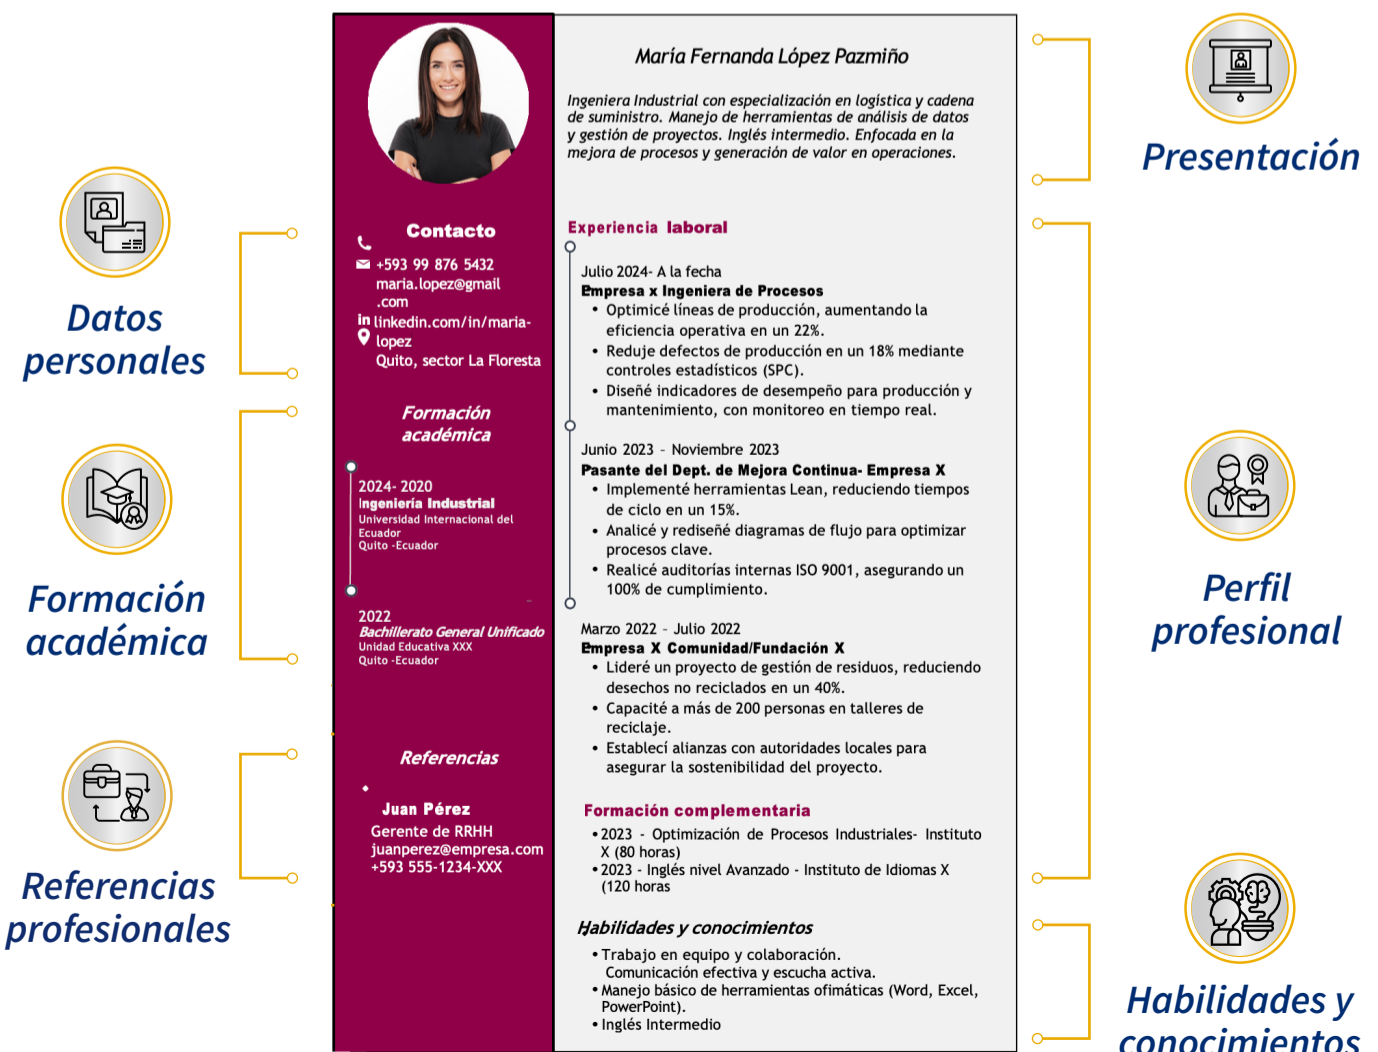 Datos
personales
Formación
académica
Referencias
profesionales
Contacto
+593 99 876 5432
maria.lopez@gmail
.com
in linkedin.com/in/maria-
lopez
Quito, sector La Floresta
Formación
académica
2024- 2020
Ingeniería Industrial
Universidad Internacional del
Ecuador
Quito -Ecuador
2022
Bachillerato General Unificado
Unidad Educativa XXX
Quito -Ecuador
Referencias
Juan Pérez
Gerente de RRHH
juanperez@empresa.com
+593 555-1234-XXX
María Fernanda López Pazmiño
Ingeniera Industrial con especialización en logística y cadena
de suministro. Manejo de herramientas de análisis de datos
y gestión de proyectos. Inglés intermedio. Enfocada en la
mejora de procesos y generación de valor en operaciones.
Experiencia laboral
Julio 2024- A la fecha
Empresa x Ingeniera de Procesos
• Optimicé líneas de producción, aumentando la
eficiencia operativa en un 22%.
• Reduje defectos de producción en un 18% mediante
controles estadísticos (SPC).
• Diseñé indicadores de desempeño para producción y
mantenimiento, con monitoreo en tiempo real.
Junio 2023 - Noviembre 2023
Pasante del Dept. de Mejora Continua- Empresa X
• Implementé herramientas Lean, reduciendo tiempos
de ciclo en un 15%.
• Analicé y rediseñé diagramas de flujo para optimizar
procesos clave.
• Realicé auditorías internas ISO 9001, asegurando un
100% de cumplimiento.
Marzo 2022 - Julio 2022
Empresa X Comunidad/Fundación X
• Lideré un proyecto de gestión de residuos, reduciendo
desechos no reciclados en un 40%.
• Capacité a más de 200 personas en talleres de
reciclaje.
• Establecí alianzas con autoridades locales para
asegurar la sostenibilidad del proyecto.
Formación complementaria
• 2023 - Optimización de Procesos Industriales- Instituto
X (80 horas)
• 2023 - Inglés nivel Avanzado - Instituto de Idiomas X
(120 horas
Habilidades y conocimientos
• Trabajo en equipo y colaboración.
Comunicación efectiva y escucha activa.
• Manejo básico de herramientas ofimáticas (Word, Excel,
PowerPoint).
• Inglés Intermedio
Presentación
Perfil
profesional
Habilidades y
conocimientos